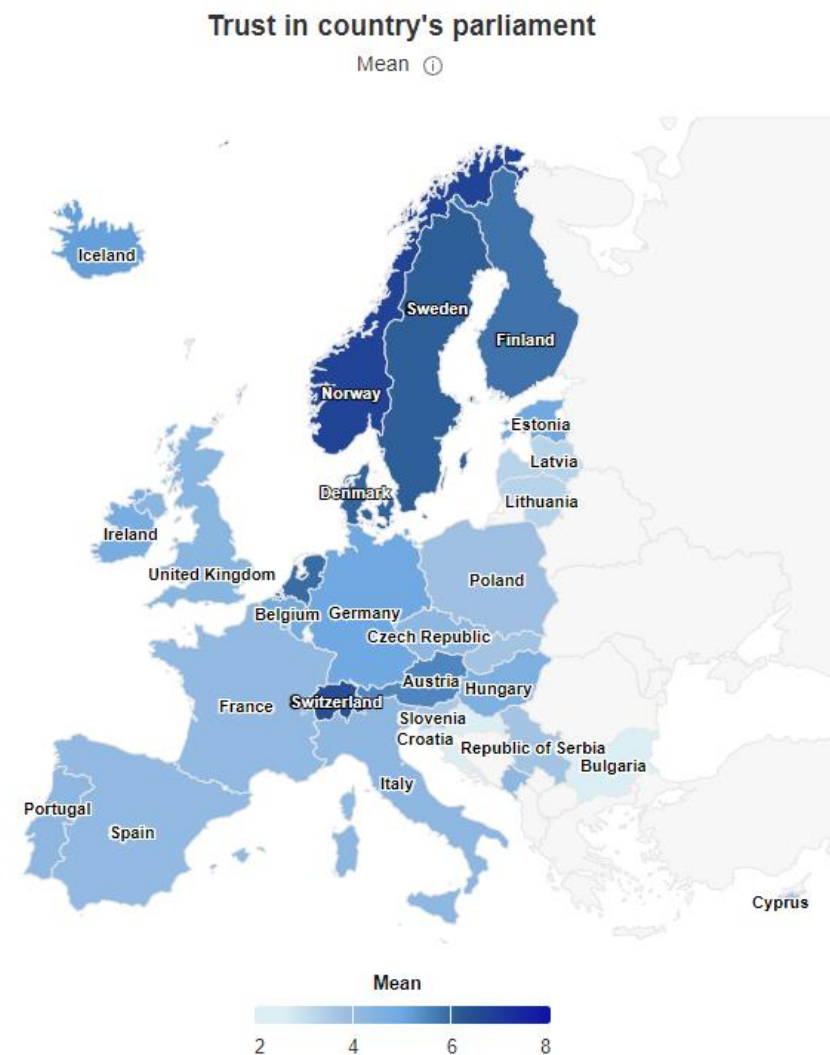 Trust in country's parliament
Mean ⓘ
Iceland
Sweden
Finland
Norway
Estonia
Latvia
Denmark
Lithuania
Ireland
United Kingdom
Poland
Belgium
Germany
Czech Republic
Austria
Hungary
Switzerland
France
Slovenia
Croatia
Republic of Serbia
Bulgaria
Italy
Portugal
Spain
Cyprus
Mean
2 4 6 8